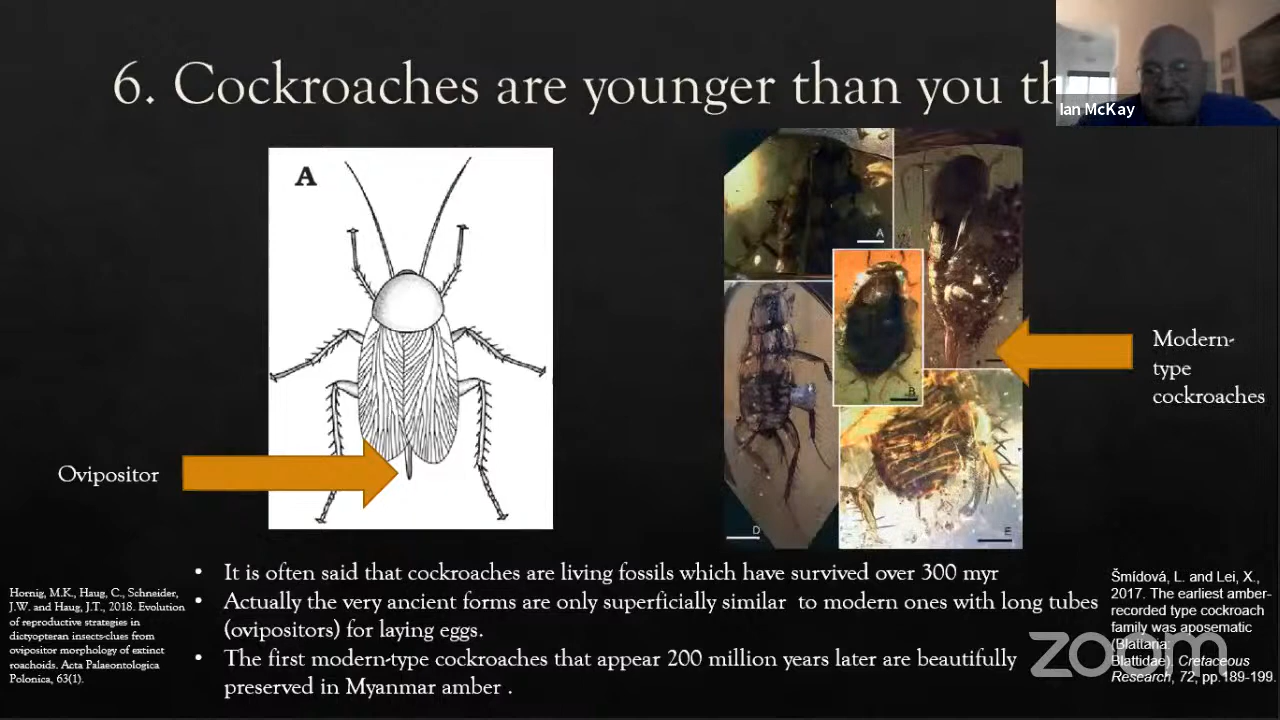 6. Cockroaches are younger than you th
Ian McKay
A
A
B
D
E
Modern-
type
cockroaches
Ovipositor
• It is often said that cockroaches are living fossils which have survived over 300 myr
• Actually the very ancient forms are only superficially similar to modern ones with long tubes
(ovipositors) for laying eggs.
• The first modern-type cockroaches that appear 200 million years later are beautifully
preserved in Myanmar amber .
Hornig, M.K., Haug, C., Schneider,
J.W. and Haug, J.T., 2018. Evolution
of reproductive strategies in
dictyopteran insects-clues from
ovipositor morphology of extinct
roachoids. Acta Palaeontologica
Polonica, 63(1).
Šmídová, L. and Lei, X.,
2017. The earliest amber-
recorded type cockroach
family was aposematic
(Blattaria:
Blattidae). Cretaceous
Research, 72, pp.189-199.
zoom